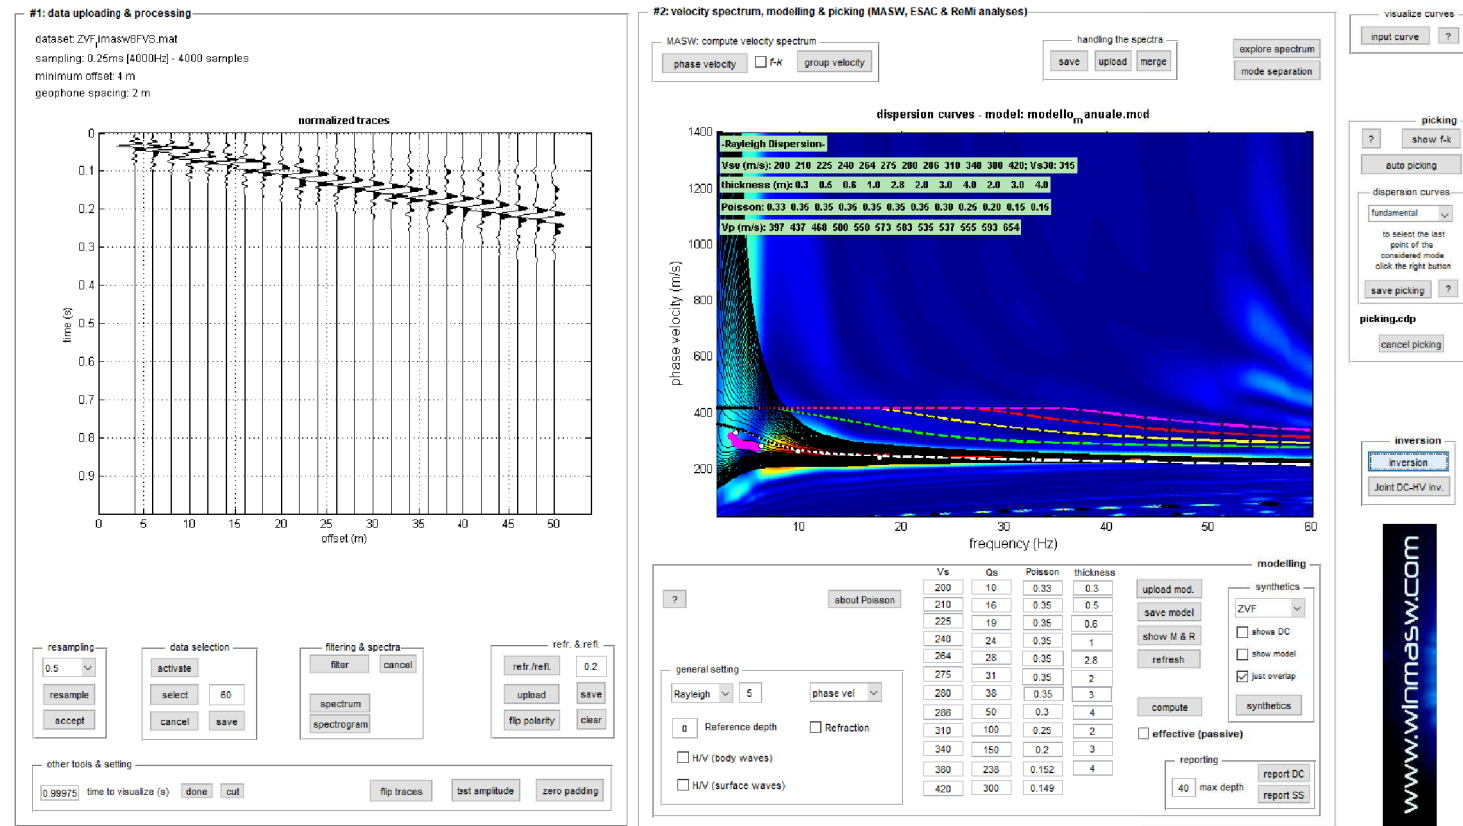 #1: data uploading & processing
dataset: ZVF_imasw8FVS.mat
sampling: 0.25ms [4000Hz] - 4000 samples
minimum offset: 4 m
geophone spacing: 2 m
normalized traces
0
0.1
0.2
0.3
0.4
0.5
0.6
0.7
0.8
0.9
time (s)
0 5 10 15 20 25 30 35 40 45 50
offset (m)
resampling
0.5
resample
accept
data selection
activate
select 60
cancel save
filtering & spectra
filter cancel
spectrum
spectrogram
refr. & refl.
refr./refl. 0.2
upload save
flip polarity clear
other tools & setting
0.99975 time to visualize (s) done cut flip traces test amplitude zero padding
#2: velocity spectrum, modelling & picking (MASW, ESAC & ReMi analyses)
MASW: compute velocity spectrum
phase velocity f-k group velocity
handling the spectra
save upload merge
explore spectrum
mode separation
dispersion curves - model: modello_manuale.mod
-Rayleigh Dispersion-
Vsv (m/s): 200 210 225 240 264 275 280 286 310 340 380 420; Vs30: 315
thickness (m): 0.3 0.5 0.6 1.0 2.8 2.0 3.0 4.0 2.0 3.0 4.0
Poisson: 0.33 0.35 0.35 0.35 0.35 0.35 0.35 0.30 0.25 0.20 0.15 0.15
Vp (m/s): 397 437 468 500 550 573 583 535 537 555 593 654
1400
1200
1000
800
600
400
200
phase velocity (m/s)
10 20 30 40 50 60
frequency (Hz)
modelling
?
about Poisson
Vs Qs Poisson thickness
200 10 0.33 0.3
210 16 0.35 0.5
225 19 0.35 0.6
240 24 0.35 1
264 28 0.35 2.8
275 31 0.35 2
280 38 0.35 3
286 50 0.3 4
310 100 0.25 2
340 150 0.2 3
380 238 0.152 4
420 300 0.149
general setting
Rayleigh 5 phase vel
0 Reference depth Refraction
H/V (body waves)
H/V (surface waves)
upload mod.
save model
show M & R
refresh
compute
effective (passive)
synthetics
ZVF
shows DC
show model
just overlap
synthetics
reporting
40 max depth
report DC
report SS
visualize curves
input curve ?
picking
? show f-k
auto picking
dispersion curves
fundamental
to select the last
point of the
considered mode
click the right button
save picking ?
picking.cdp
cancel picking
inversion
inversion
Joint DC-HV inv.
www.winmasw.com